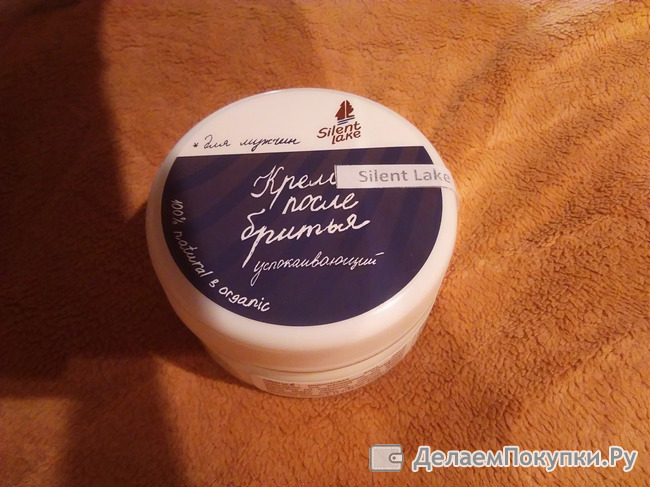 Silent
Lake
* для мужчин
Крем
после
бритья
успокаивающий
Silent Lake
100% natural & organic
ДелаемПокупки.Ру